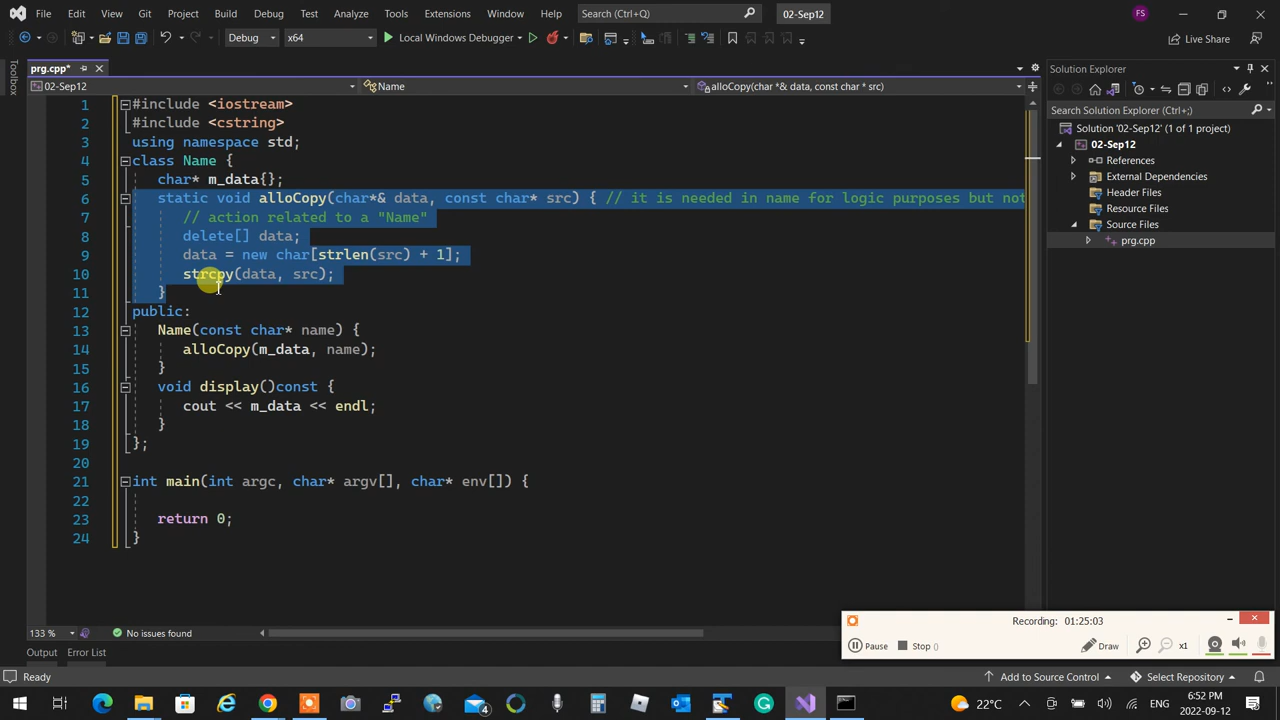 File Edit View Git Project Build Debug Test Analyze Tools Extensions Window Help Search (Ctrl+Q) 02-Sep12 FS
Debug x64 Local Windows Debugger Live Share
Toolbox
prg.cpp*
02-Sep12 Name alloCopy(char *& data, const char * src)
1 #include <iostream>
2 #include <cstring>
3 using namespace std;
4 class Name {
5 char* m_data{};
6 static void alloCopy(char*& data, const char* src) { // it is needed in name for logic purposes but not
7 // action related to a "Name"
8 delete[] data;
9 data = new char[strlen(src) + 1];
10 strcpy(data, src);
11 }
12 public:
13 Name(const char* name) {
14 alloCopy(m_data, name);
15 }
16 void display()const {
17 cout << m_data << endl;
18 }
19 };
20
21 int main(int argc, char* argv[], char* env[]) {
22
23 return 0;
24 }
133 % No issues found
Output Error List
Ready
Solution Explorer
Search Solution Explorer (Ctrl+;)
Solution '02-Sep12' (1 of 1 project)
02-Sep12
References
External Dependencies
Header Files
Resource Files
Source Files
prg.cpp
Recording: 01:25:03
Pause Stop () Draw x1
Add to Source Control Select Repository
4 22°C ENG 6:52 PM
2022-09-12